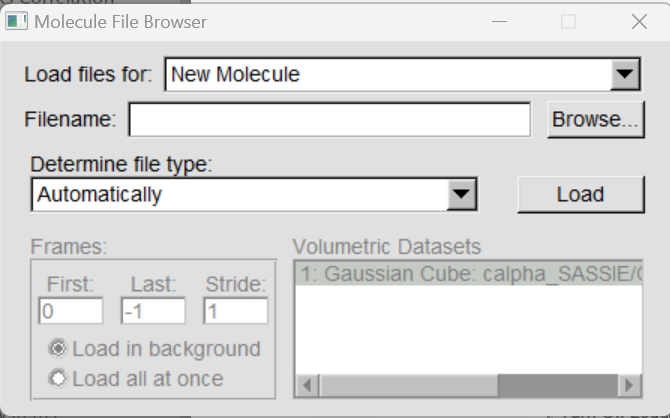 Correlation
Molecule File Browser
Load files for: New Molecule
Filename: Browse...
Determine file type:
Automatically Load
Frames: Volumetric Datasets
First: Last: Stride: 1: Gaussian Cube: calpha_SASSIE/
0 -1 1
Load in background
Load all at once